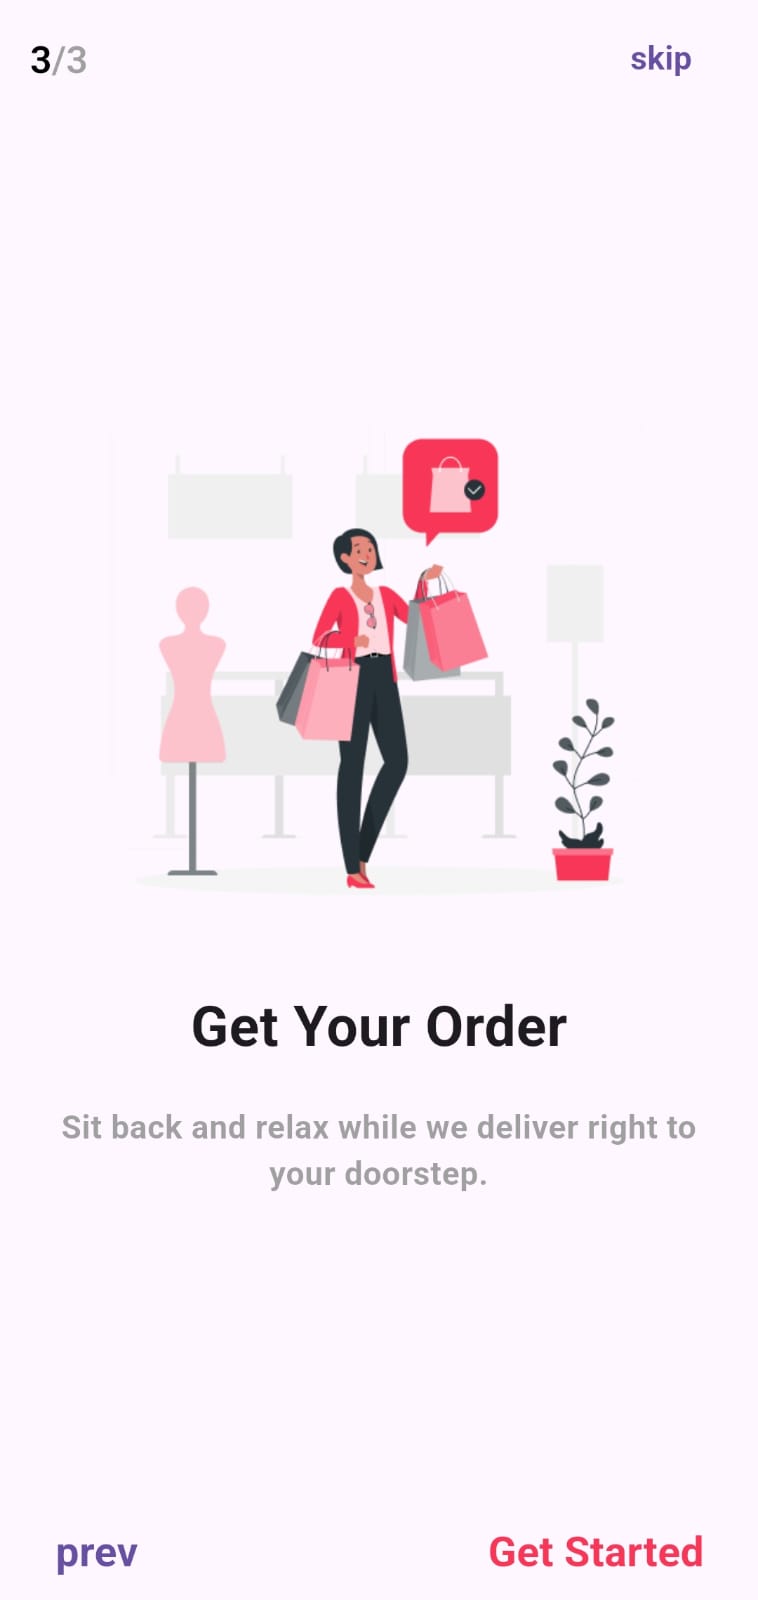 3/3
skip
Get Your Order
Sit back and relax while we deliver right to
your doorstep.
prev
Get Started